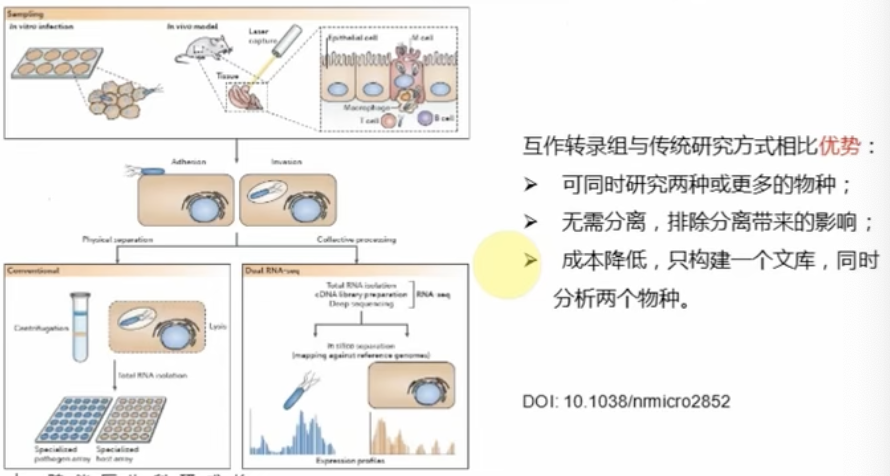 Sampling
In vitro infection
In vivo model
Laser
capture
Tissue
Epithelial cell
M cell
Macrophage
T cell
B cell
Adhesion
Invasion
Physical separation
Collective processing
Conventional
Centrifugation
Lysis
Total RNA isolation
Specialized
pathogen array
Specialized
host array
Dual RNA-seq
Total RNA isolation
cDNA library preparation
Deep sequencing
RNA-seq
In silico separation
(mapping against reference genomes)
Expression profiles
互作转录组与传统研究方式相比优势：
➢ 可同时研究两种或更多的物种；
➢ 无需分离，排除分离带来的影响；
➢ 成本降低，只构建一个文库，同时
分析两个物种。
DOI: 10.1038/nrmicro2852